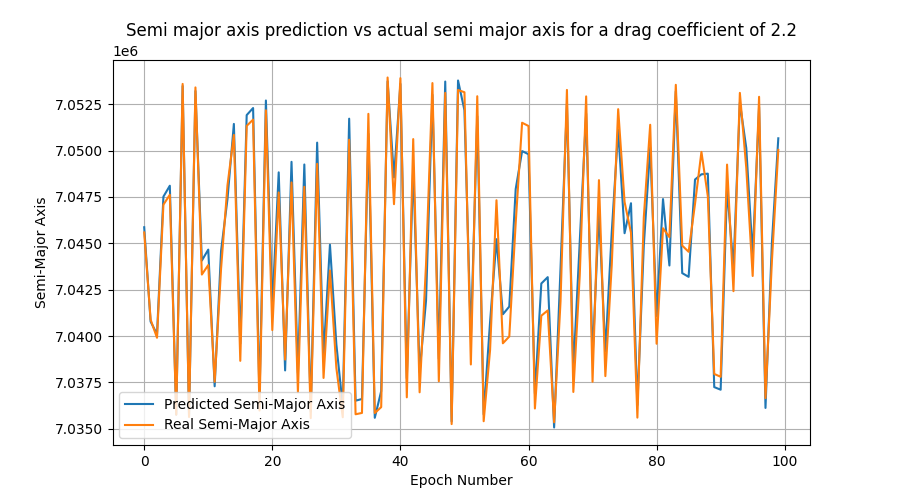 Semi major axis prediction vs actual semi major axis for a drag coefficient of 2.2
1e6
7.0525
7.0500
7.0475
7.0450
7.0425
7.0400
7.0375
7.0350
Semi-Major Axis
Predicted Semi-Major Axis
Real Semi-Major Axis
0 20 40 60 80 100
Epoch Number